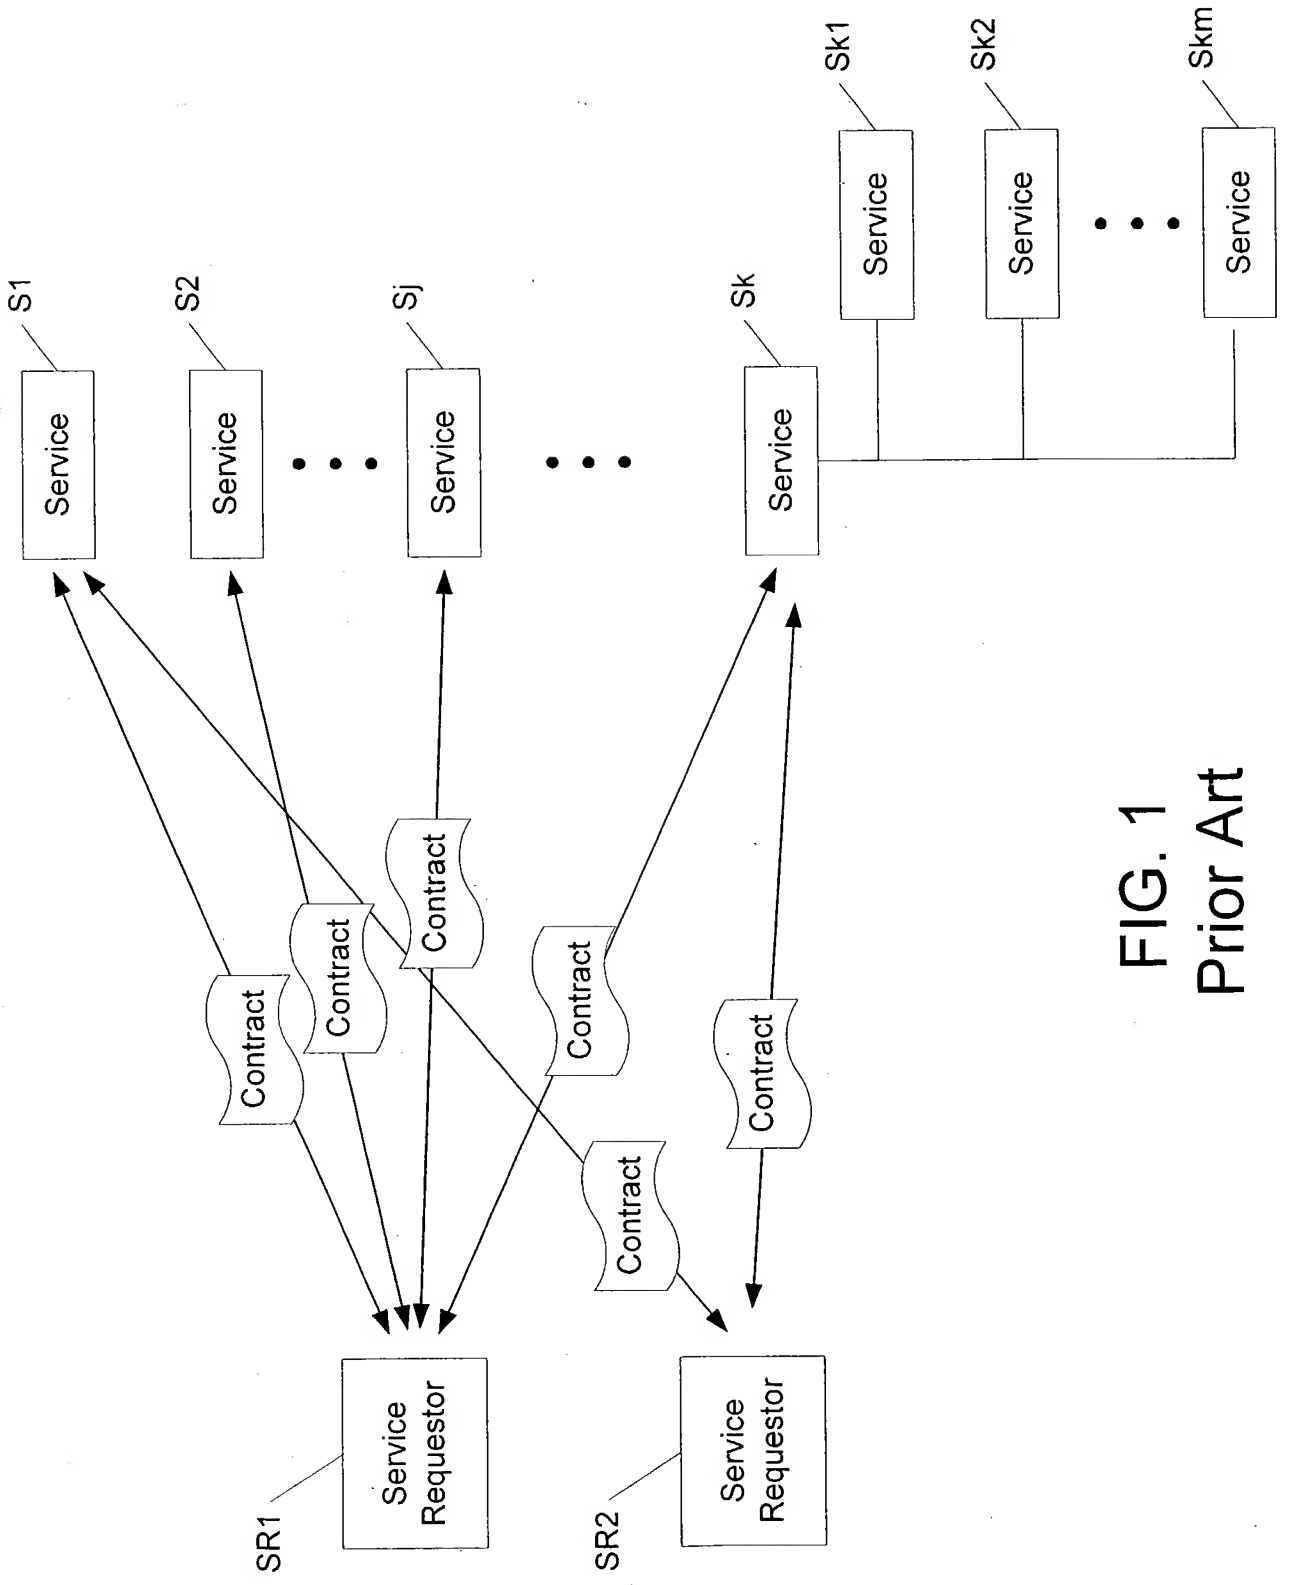 SR1
Service
Requestor
SR2
Service
Requestor
Contract
Contract
Contract
Contract
Contract
Contract
S1
Service
S2
Service
Sj
Service
Sk
Service
Sk1
Service
Sk2
Service
Skm
Service
FIG. 1
Prior Art